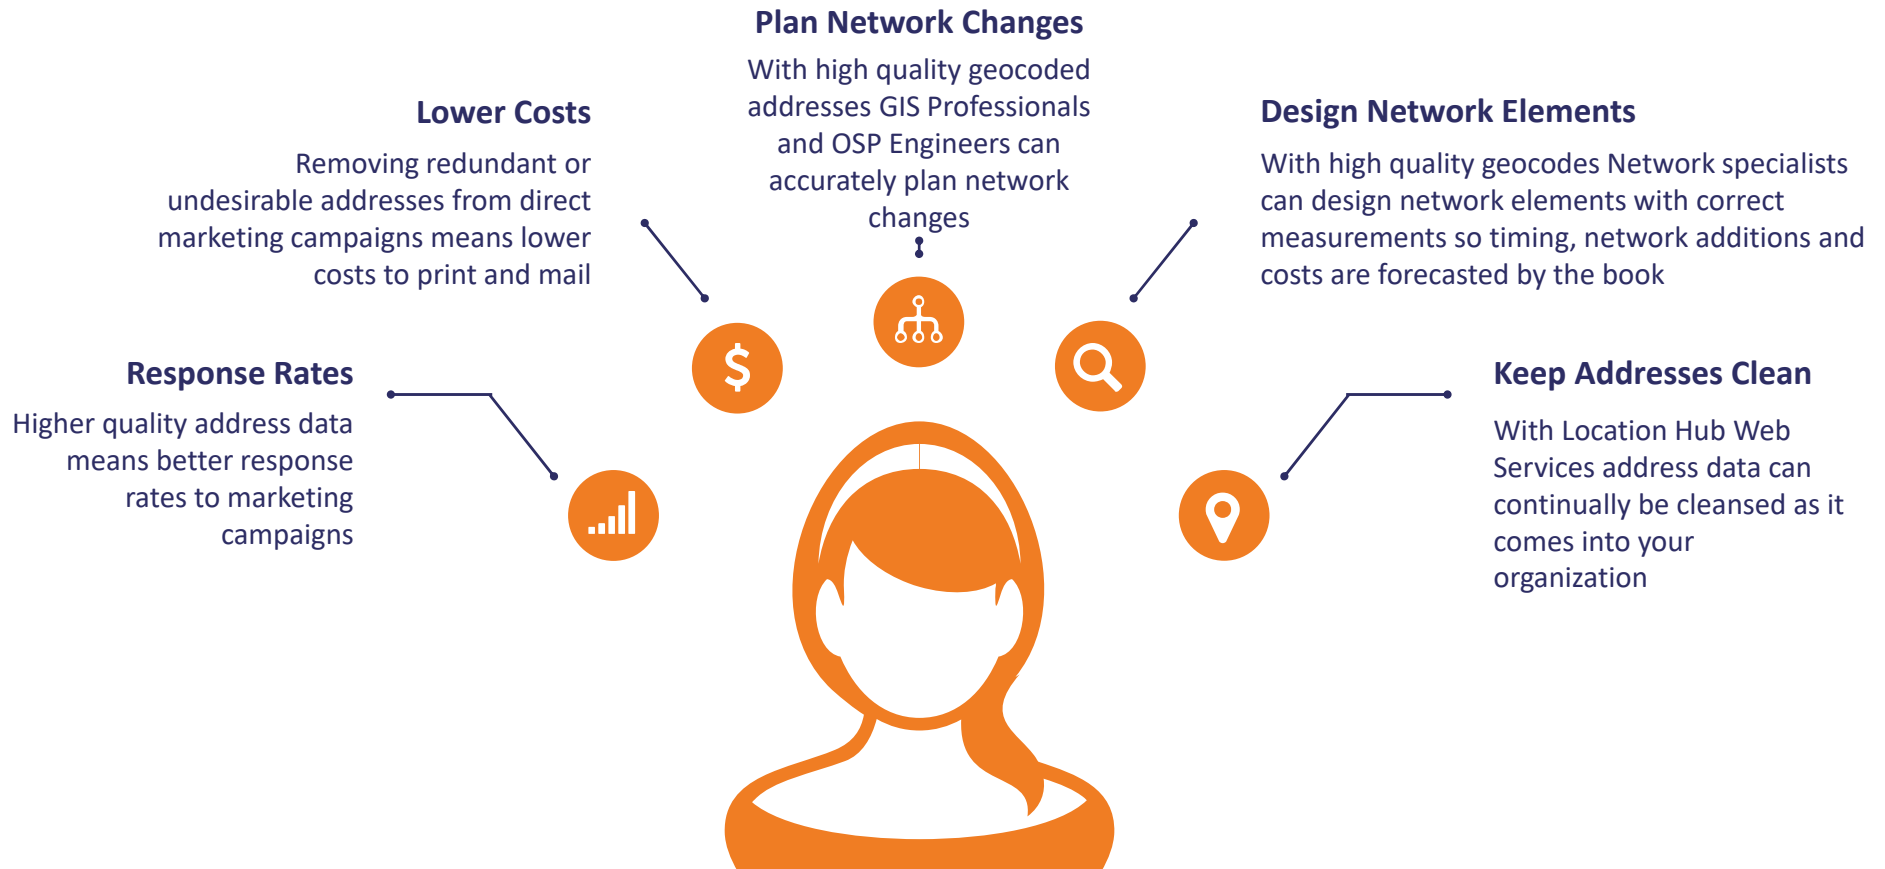 Plan Network Changes
With high quality geocoded
addresses GIS Professionals
and OSP Engineers can
accurately plan network
changes
Lower Costs
Removing redundant or
undesirable addresses from direct
marketing campaigns means lower
costs to print and mail
Design Network Elements
With high quality geocodes Network specialists
can design network elements with correct
measurements so timing, network additions and
costs are forecasted by the book
$
Response Rates
Higher quality address data
means better response
rates to marketing
campaigns
Keep Addresses Clean
With Location Hub Web
Services address data can
continually be cleansed as it
comes into your
organization